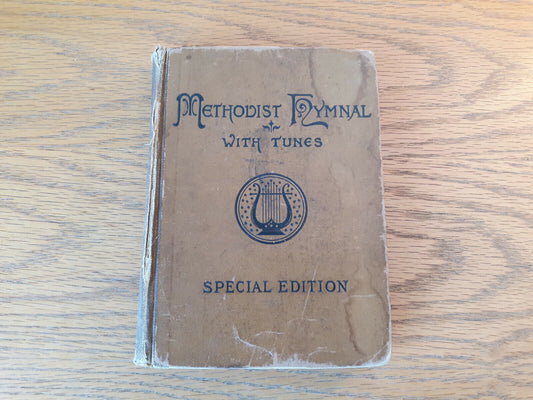 METHODIST HYMNAL
WITH TUNES
SPECIAL EDITION